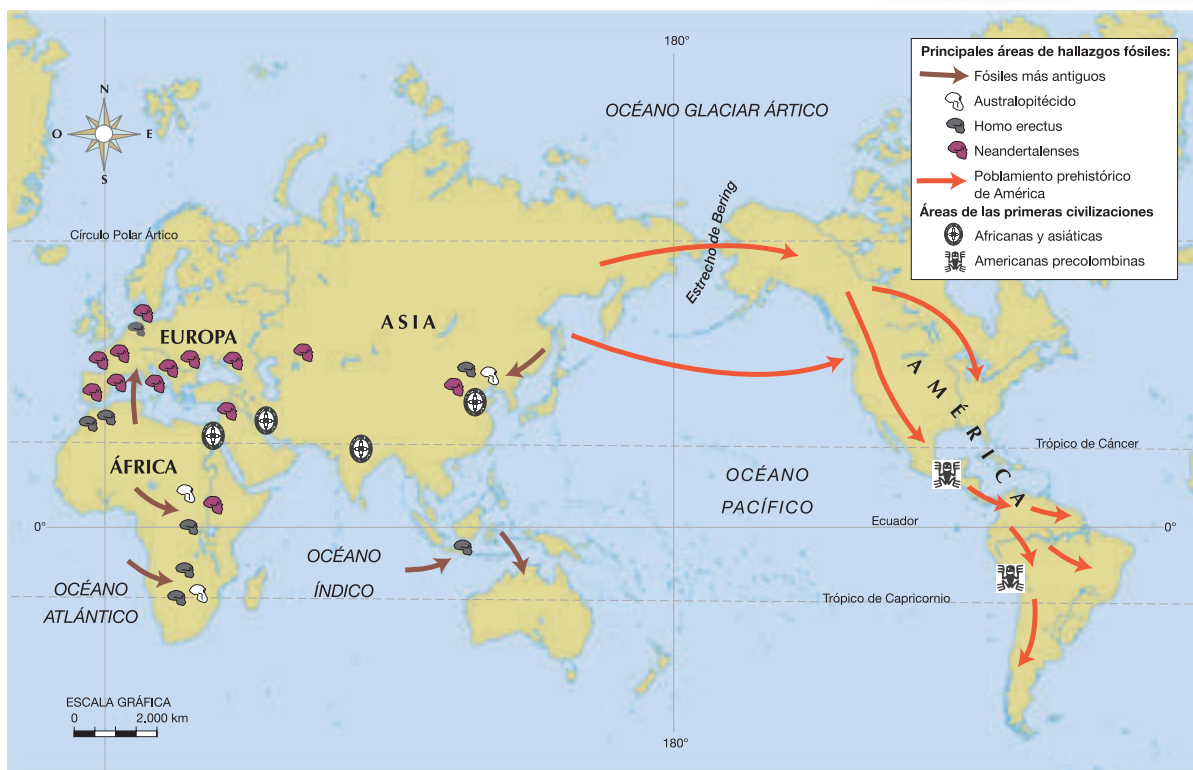 180°
Principales áreas de hallazgos fósiles:
Fósiles más antiguos
Australopitécido
Homo erectus
Neandertalenses
Poblamiento prehistórico
de América
Áreas de las primeras civilizaciones
Africanas y asiáticas
Americanas precolombinas
N
O
E
S
OCÉANO GLACIAR ÁRTICO
Estrecho de Bering
Círculo Polar Ártico
EUROPA
ASIA
AMÉRICA
ÁFRICA
Trópico de Cáncer
OCÉANO
PACÍFICO
0°
Ecuador
0°
OCÉANO
ÍNDICO
OCÉANO
ATLÁNTICO
Trópico de Capricornio
ESCALA GRÁFICA
0 2.000 km
180°